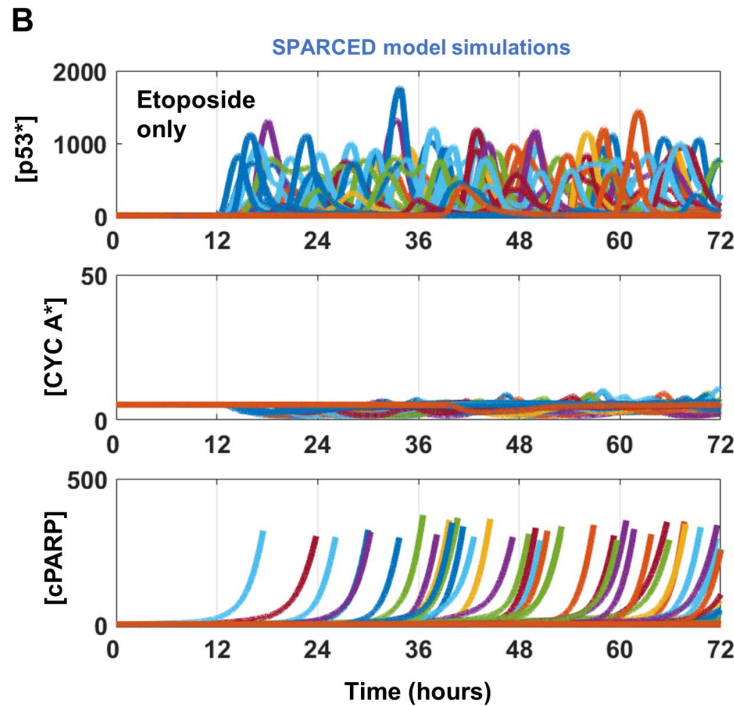 B
SPARCED model simulations
2000
Etoposide
only
1000
[p53*]
0
0 12 24 36 48 60 72
50
[CYC A*]
0
0 12 24 36 48 60 72
500
[cPARP]
0
0 12 24 36 48 60 72
Time (hours)